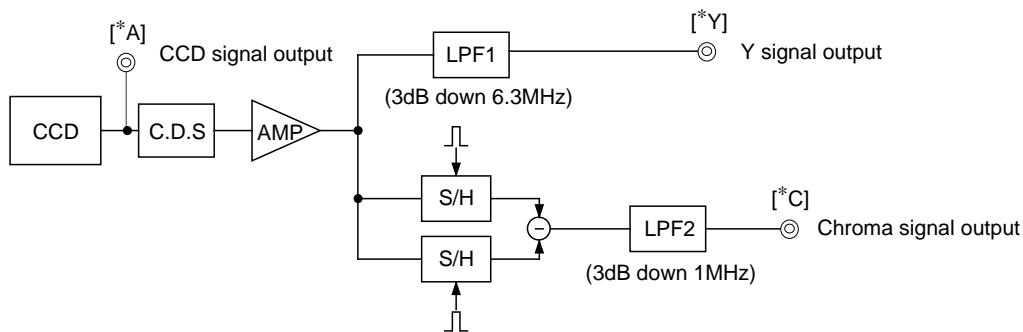 [*A]
CCD signal output
[*Y]
Y signal output
LPF1
(3dB down 6.3MHz)
CCD
C.D.S
AMP
S/H
S/H
[*C]
Chroma signal output
LPF2
(3dB down 1MHz)